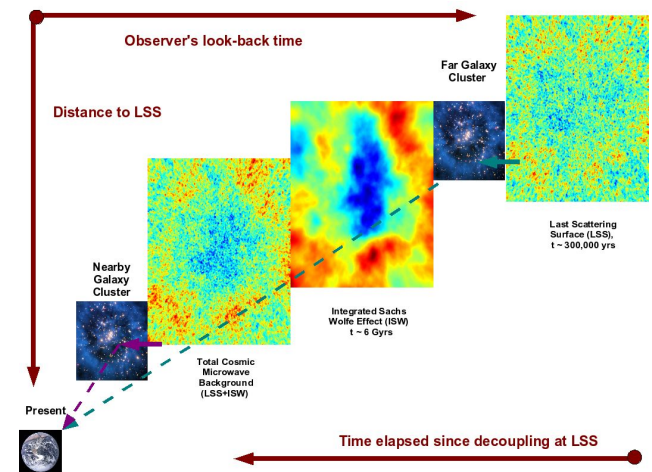 Observer's look-back time
Far Galaxy
Cluster
Distance to LSS
Last Scattering
Surface (LSS),
t ~ 300,000 yrs
Nearby
Galaxy
Cluster
Integrated Sachs
Wolfe Effect (ISW)
t ~ 6 Gyrs
Total Cosmic
Microwave
Background
(LSS+ISW)
Present
Time elapsed since decoupling at LSS